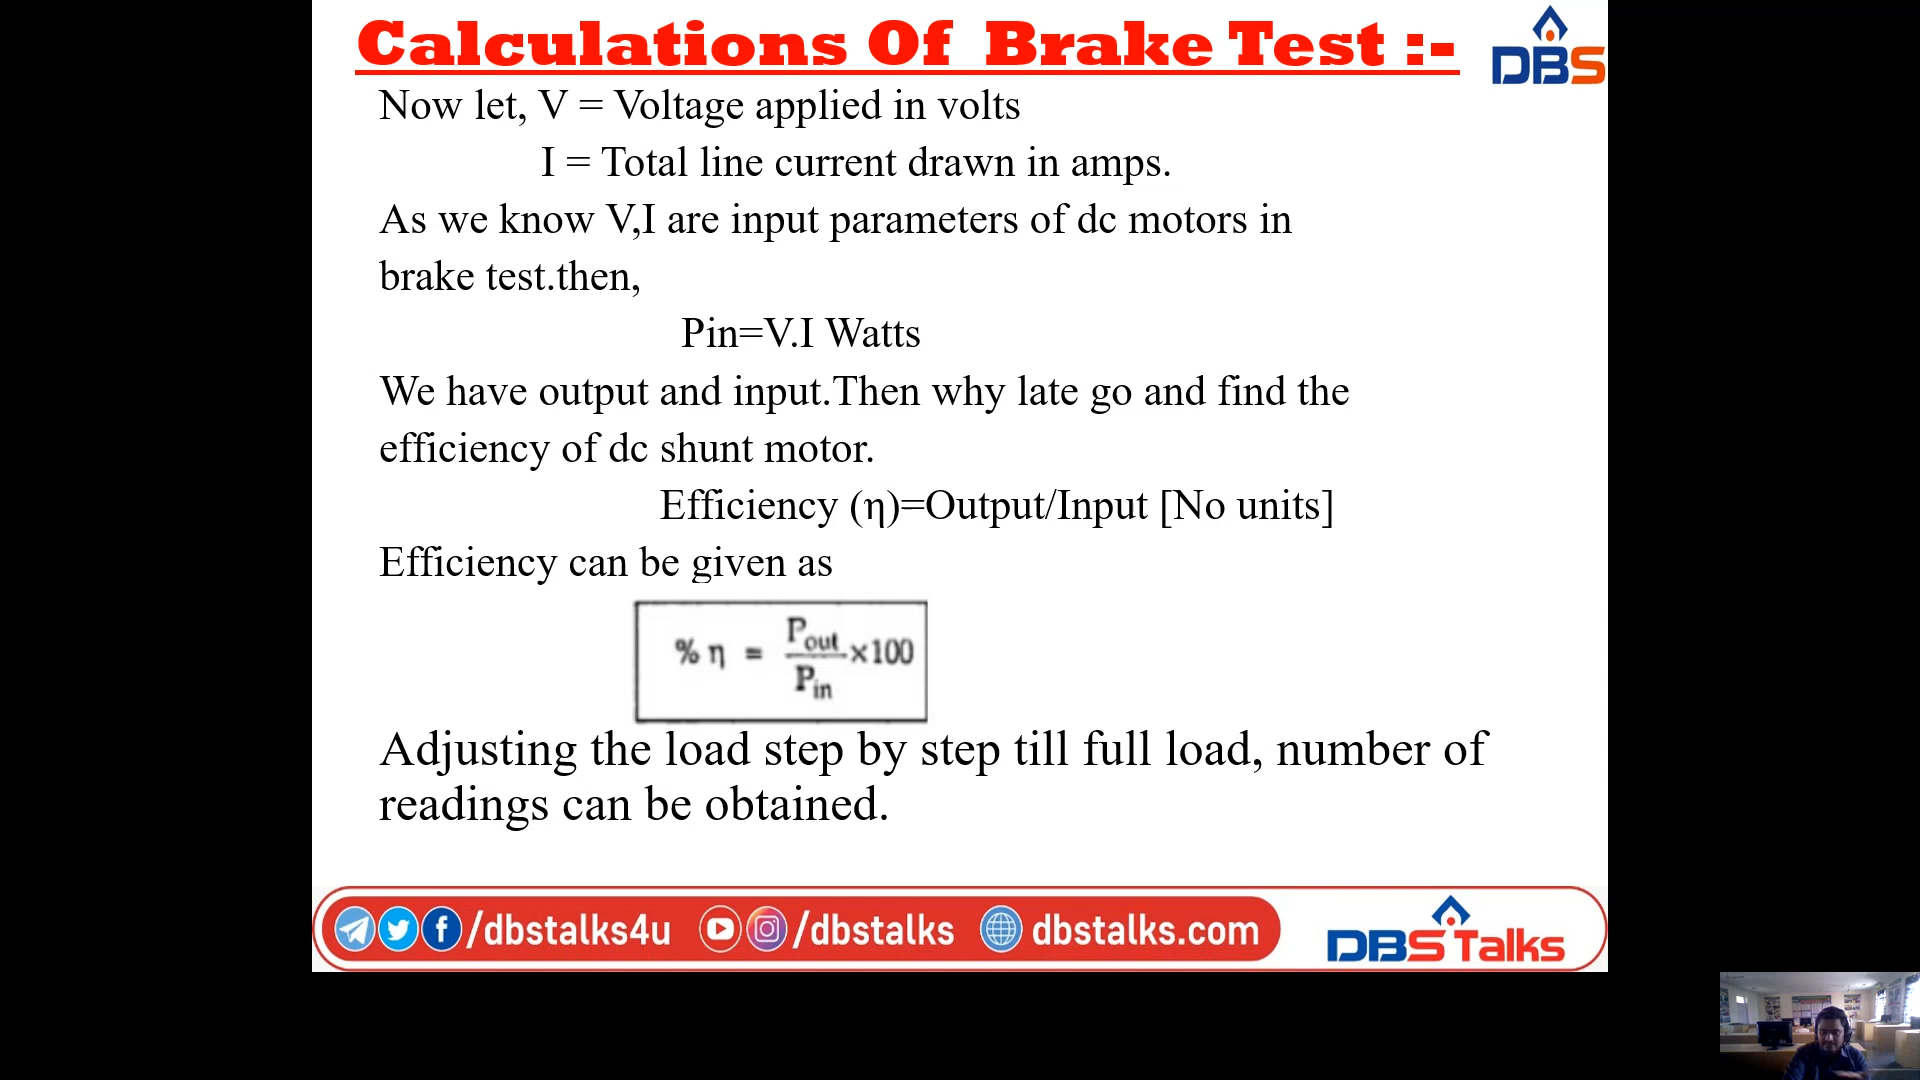 Calculations Of Brake Test :-
DBS
Now let, V = Voltage applied in volts
I = Total line current drawn in amps.
As we know V,I are input parameters of dc motors in
brake test.then,
Pin=V.I Watts
We have output and input.Then why late go and find the
efficiency of dc shunt motor.
Efficiency (η)=Output/Input [No units]
Efficiency can be given as
% η = P_out/P_in ×100
Adjusting the load step by step till full load, number of
readings can be obtained.
/dbstalks4u /dbstalks dbstalks.com
DBS Talks